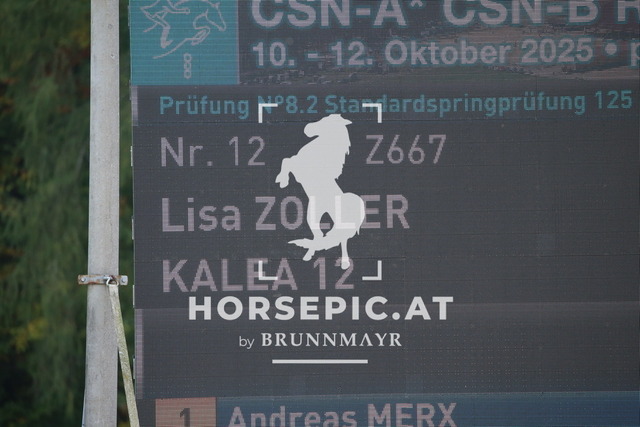 CSN-A* CSN-B
10. - 12. Oktober 2025 • p
Prüfung N°8.2 Standardspringprüfung 125
Nr. 12 Z667
Lisa ZOLLER
KALEA 12
HORSEPIC.AT
by BRUNNMAYR
1 Andreas MERX